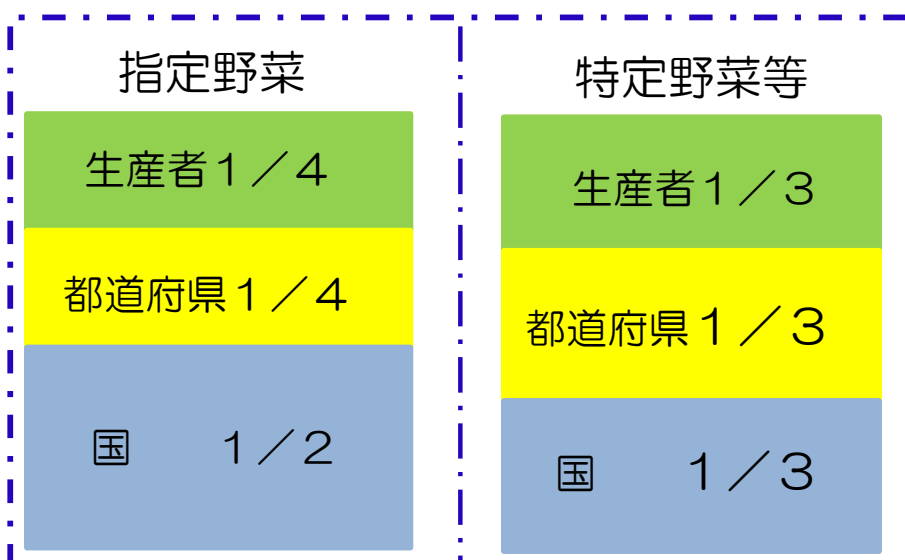 指定野菜
生産者１／４
都道府県１／４
国　　１／２
特定野菜等
生産者１／３
都道府県１／３
国　　１／３